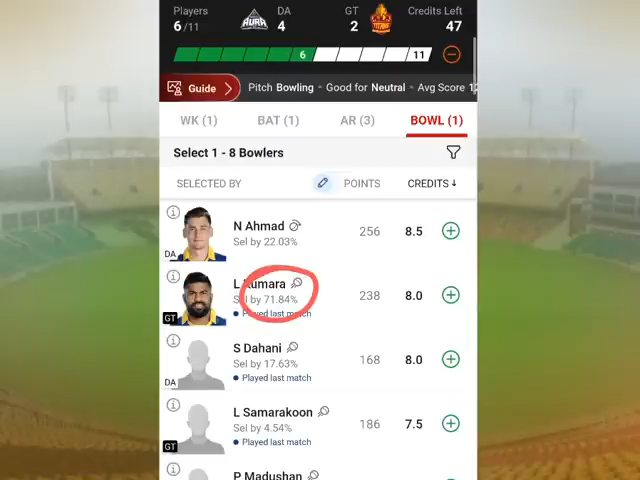 Players
6/11
AURA
DA
4
GT
2
TITANS
Credits Left
47
6
11
Guide
Pitch Bowling • Good for Neutral • Avg Score
WK (1)
BAT (1)
AR (3)
BOWL (1)
Select 1 - 8 Bowlers
SELECTED BY
POINTS
CREDITS↓
N Ahmad
Sel by 22.03%
DA
256
8.5
L Kumara
Sel by 71.84%
Played last match
GT
238
8.0
S Dahani
Sel by 17.63%
Played last match
DA
168
8.0
L Samarakoon
Sel by 4.54%
Played last match
GT
186
7.5
P Madushan